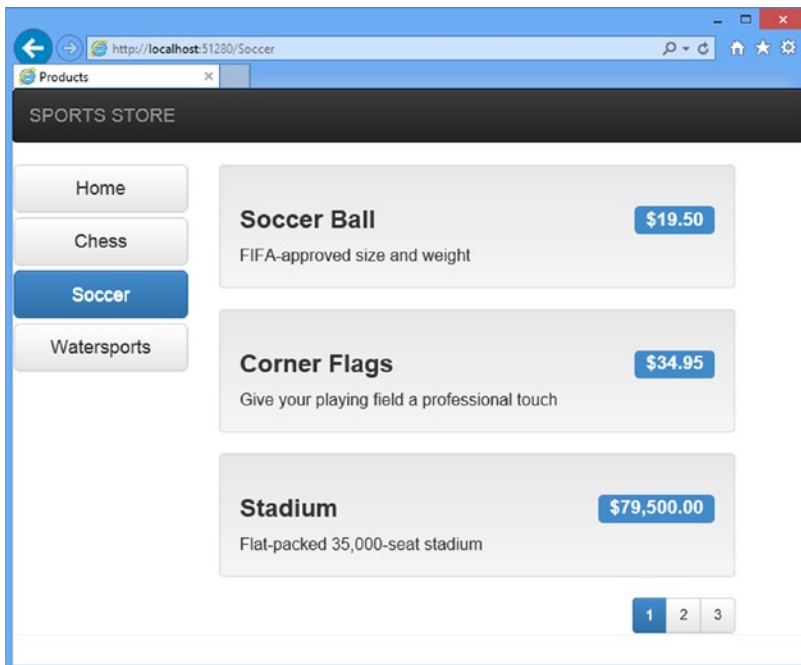 http://localhost:51280/Soccer
Products
SPORTS STORE
Home
Chess
Soccer
Watersports
Soccer Ball
$19.50
FIFA-approved size and weight
Corner Flags
$34.95
Give your playing field a professional touch
Stadium
$79,500.00
Flat-packed 35,000-seat stadium
1 2 3